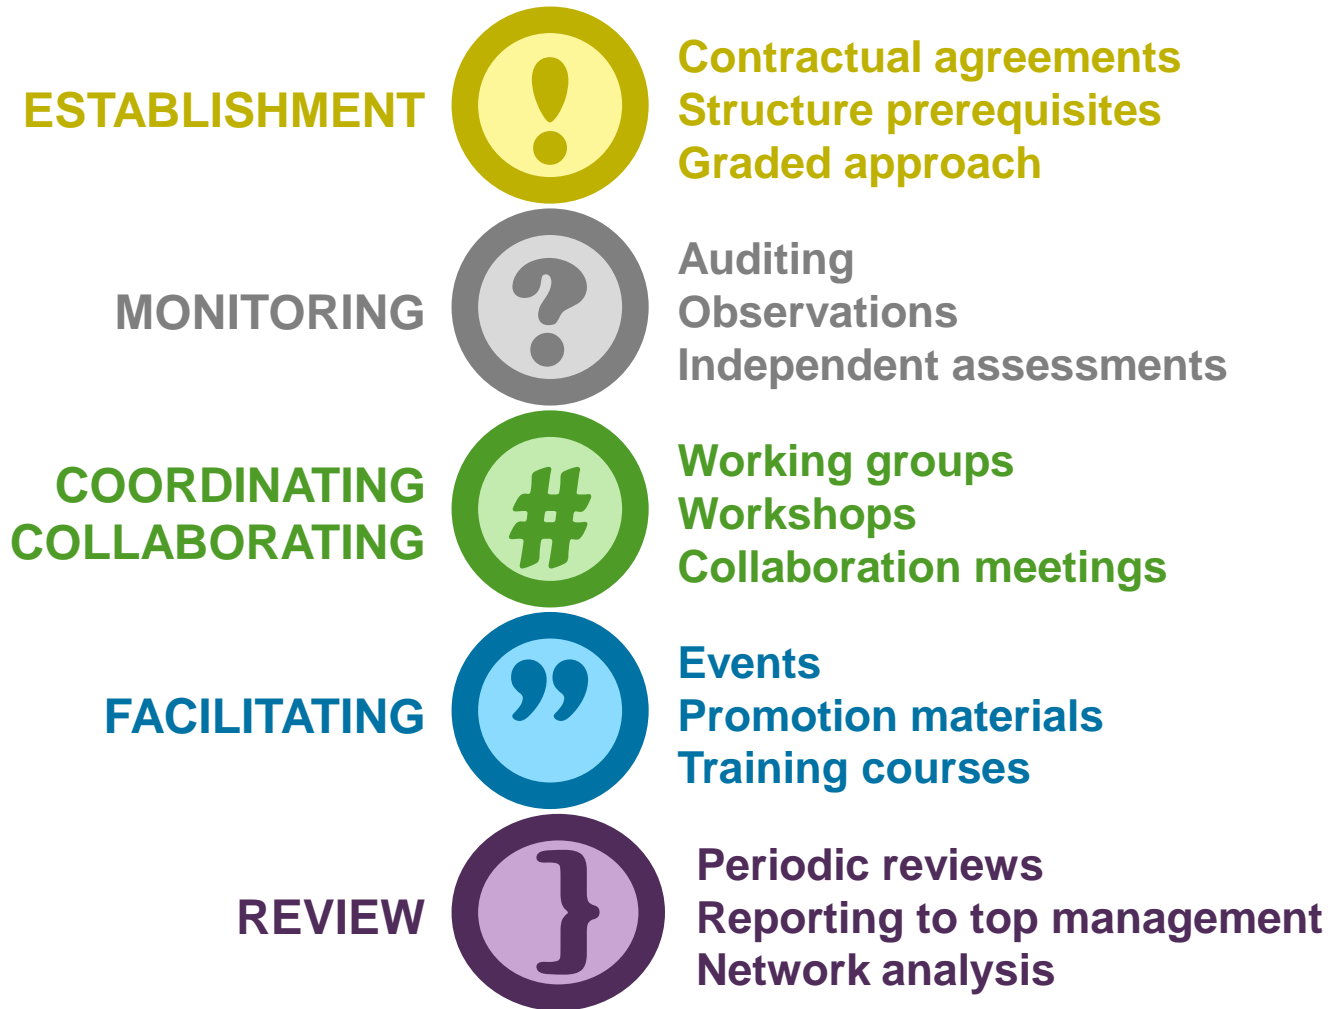 ESTABLISHMENT
!
Contractual agreements
Structure prerequisites
Graded approach
MONITORING
?
Auditing
Observations
Independent assessments
COORDINATING
COLLABORATING
#
Working groups
Workshops
Collaboration meetings
FACILITATING
”
Events
Promotion materials
Training courses
REVIEW
}
Periodic reviews
Reporting to top management
Network analysis